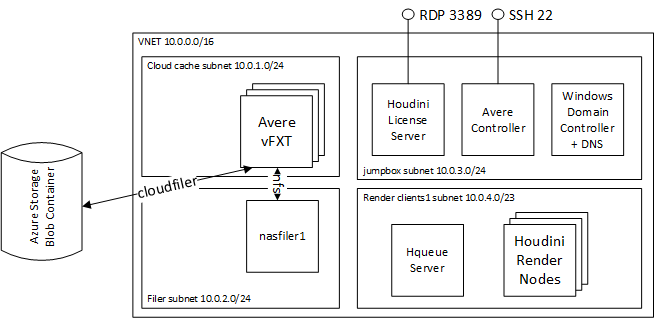 RDP 3389
SSH 22
VNET 10.0.0.0/16
Cloud cache subnet 10.0.1.0/24
Avere
vFXT
Houdini
License
Server
Avere
Controller
Windows
Domain
Controller
+ DNS
jumpbox subnet 10.0.3.0/24
Azure Storage
Blob Container
cloudfiler
nfs
nasfiler1
Filer subnet 10.0.2.0/24
Render clients1 subnet 10.0.4.0/23
Hqueue
Server
Houdini
Render
Nodes